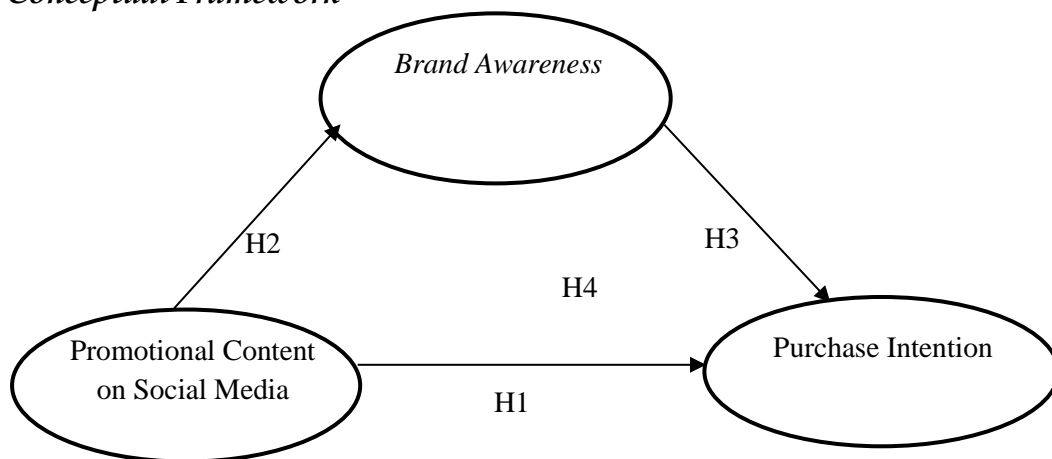 Conceptual Framework
Brand Awareness
H2
H3
H4
Promotional Content
on Social Media
Purchase Intention
H1